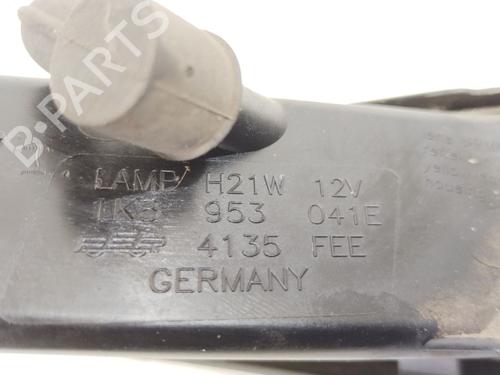 B-PARTS
LAMP H21W 12V
1K5 953 041E
4135 FEE
GERMANY